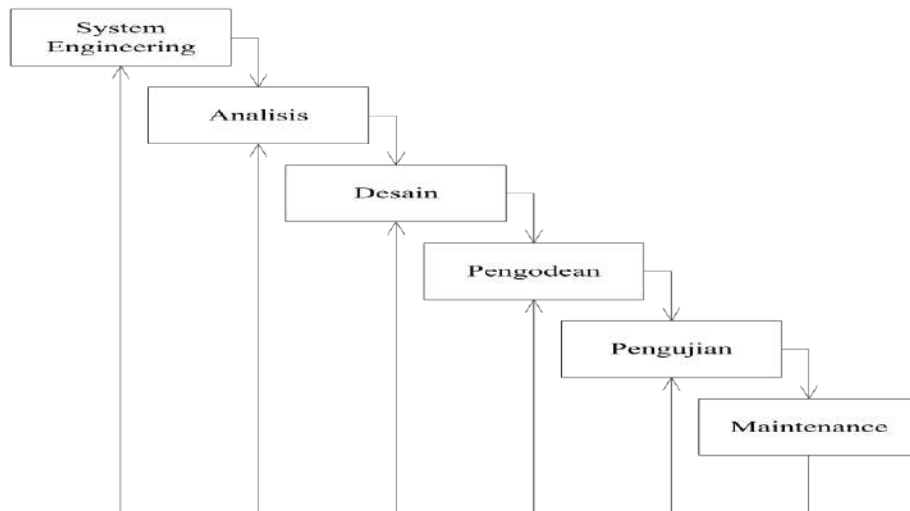 System
Engineering
Analisis
Desain
Pengodean
Pengujian
Maintenance